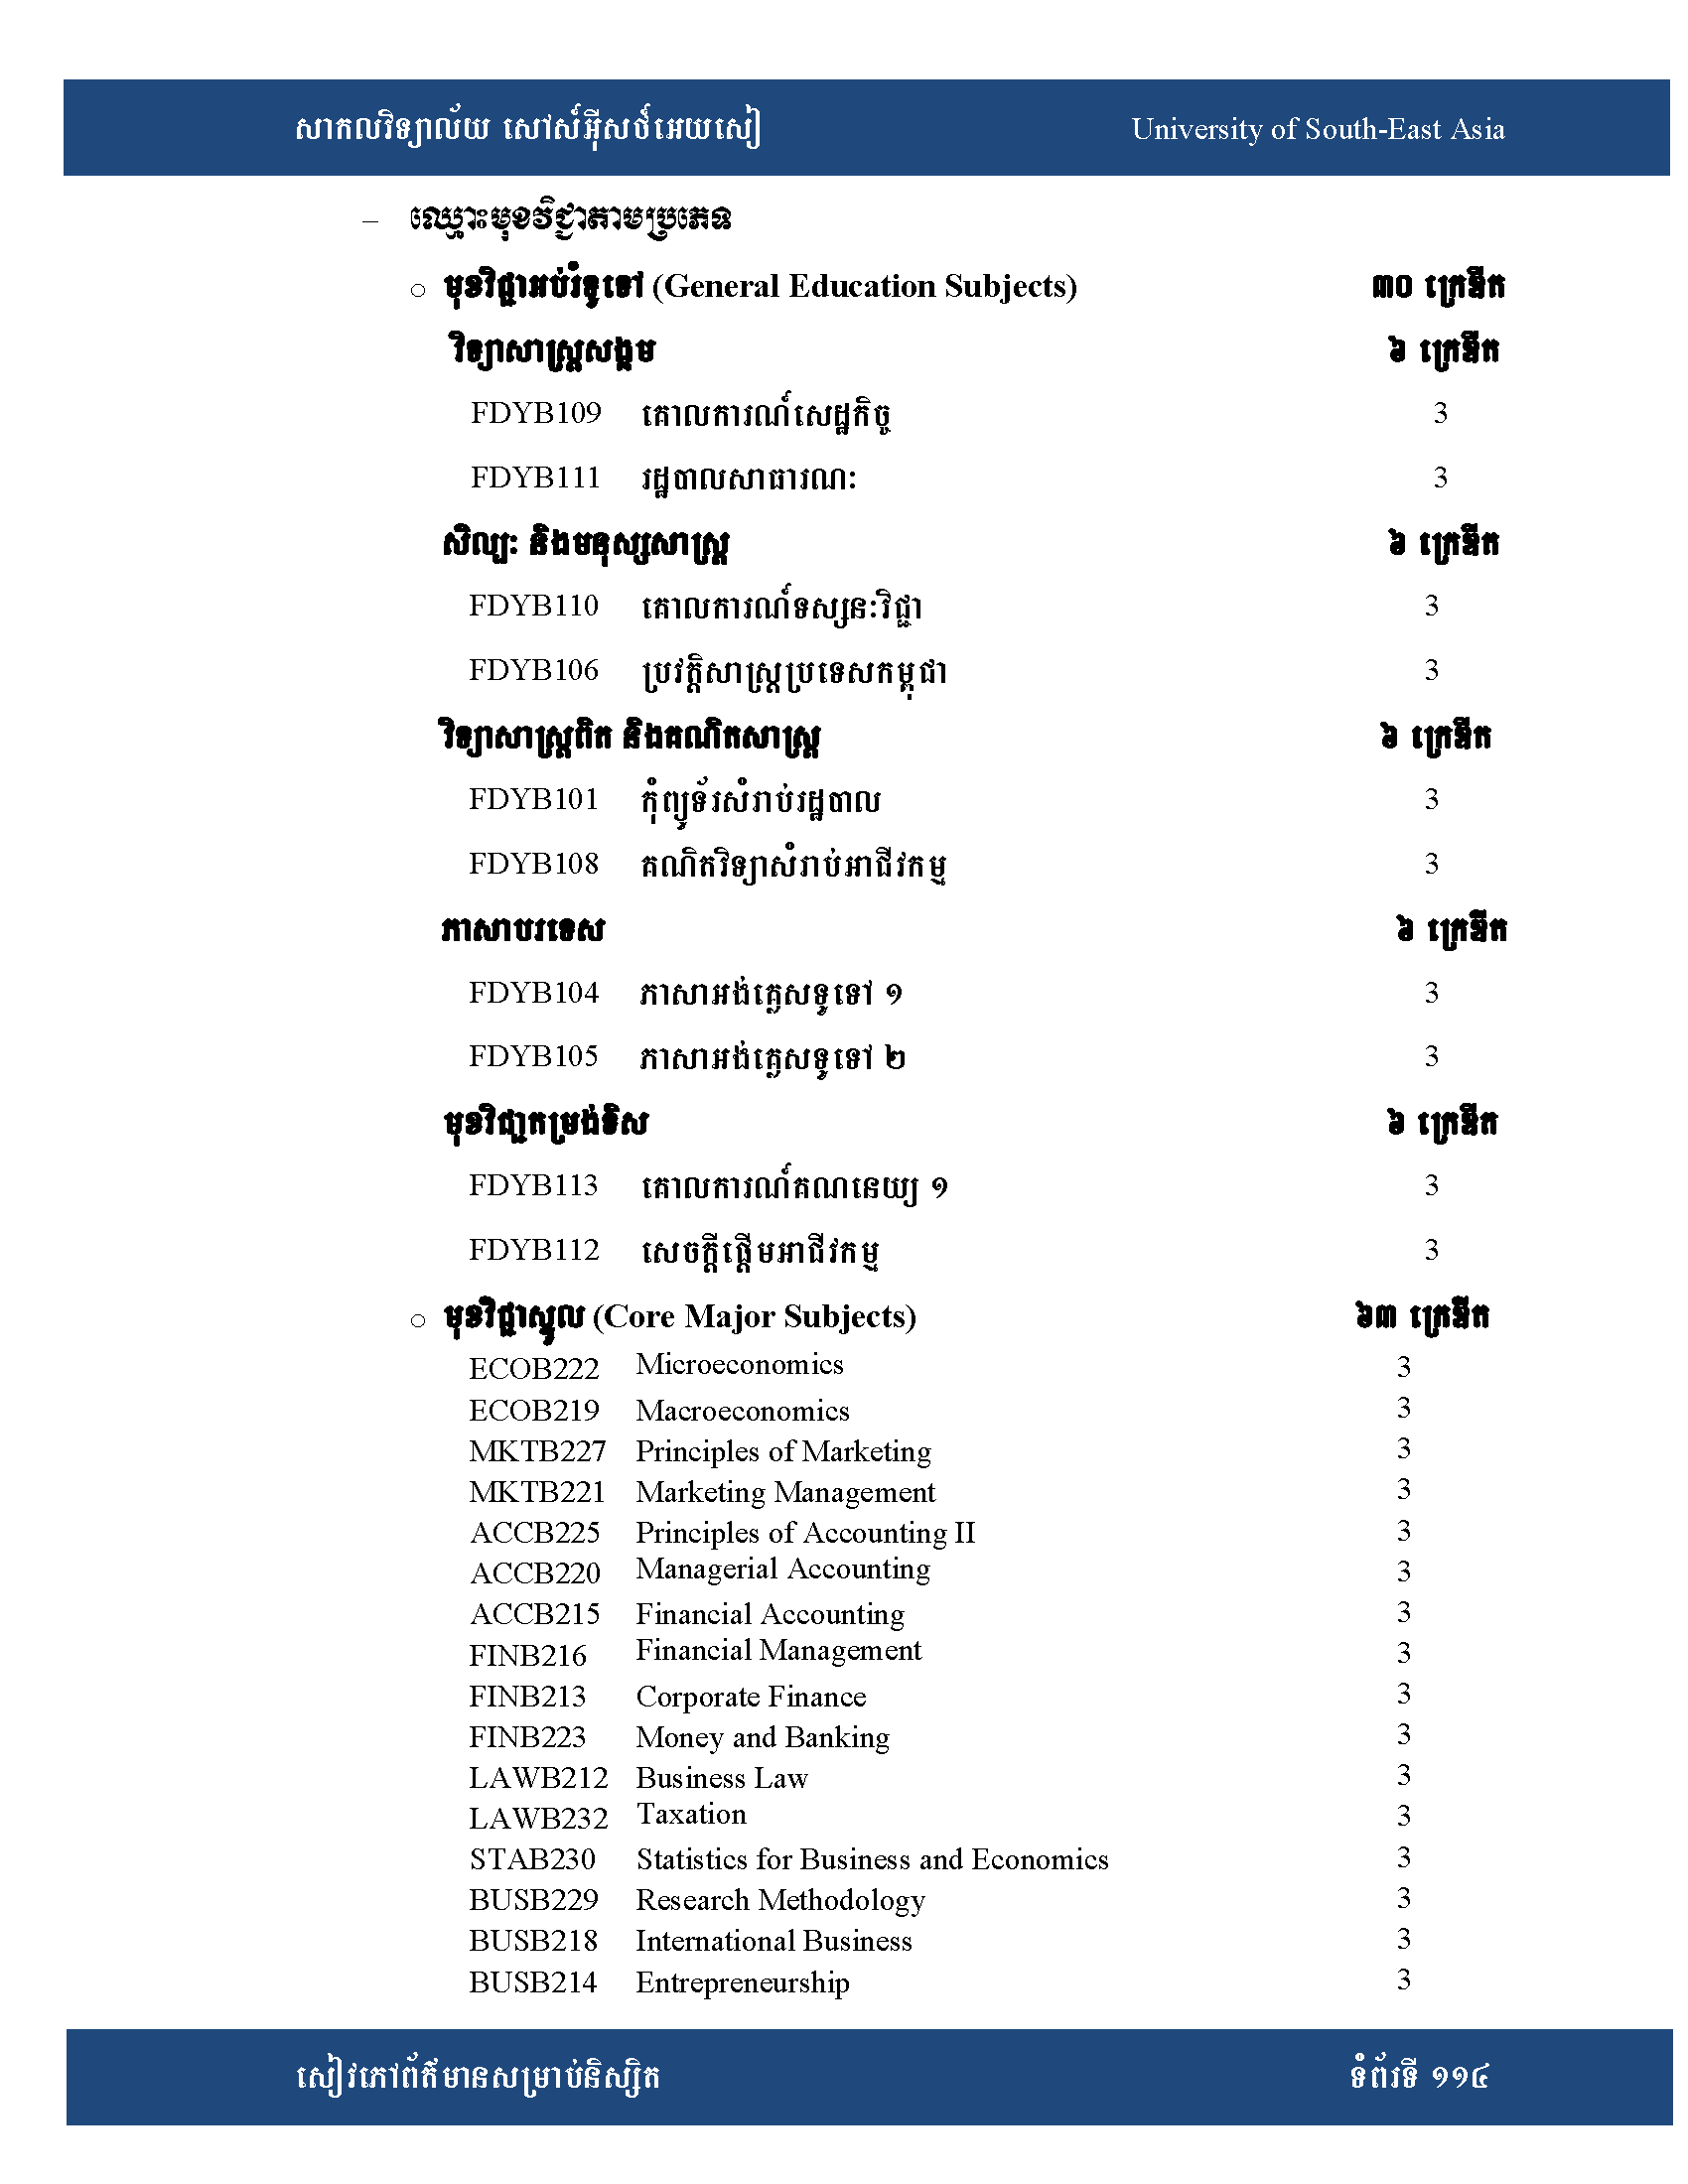 សាកលវិទ្យាល័យ សៅស៍អ៊ីសថ៍អេយសៀ University of South-East Asia
– ឈ្មោះមុខវិជ្ជាតាមប្រភេទ
○ មុខវិជ្ជាអប់រំទូទៅ (General Education Subjects) ៣០ ក្រេឌីត
វិទ្យាសាស្ត្រសង្គម ៦ ក្រេឌីត
FDYB109 គោលការណ៍សេដ្ឋកិច្ច 3
FDYB111 រដ្ឋបាលសាធារណៈ 3
សិល្បៈ និងមនុស្សសាស្ត្រ ៦ ក្រេឌីត
FDYB110 គោលការណ៍ទស្សនៈវិជ្ជា 3
FDYB106 ប្រវត្តិសាស្ត្រប្រទេសកម្ពុជា 3
វិទ្យាសាស្ត្រពិត និងគណិតសាស្ត្រ ៦ ក្រេឌីត
FDYB101 កុំព្យូទ័រសំរាប់រដ្ឋបាល 3
FDYB108 គណិតវិទ្យាសំរាប់អាជីវកម្ម 3
ភាសាបរទេស ៦ ក្រេឌីត
FDYB104 ភាសាអង់គ្លេសទូទៅ ១ 3
FDYB105 ភាសាអង់គ្លេសទូទៅ ២ 3
មុខវិជ្ជាកម្រង់ទិស ៦ ក្រេឌីត
FDYB113 គោលការណ៍គណនេយ្យ ១ 3
FDYB112 សេចក្តីផ្តើមអាជីវកម្ម 3
○ មុខវិជ្ជាស្នូល (Core Major Subjects) ៦៣ ក្រេឌីត
ECOB222 Microeconomics 3
ECOB219 Macroeconomics 3
MKTB227 Principles of Marketing 3
MKTB221 Marketing Management 3
ACCB225 Principles of Accounting II 3
ACCB220 Managerial Accounting 3
ACCB215 Financial Accounting 3
FINB216 Financial Management 3
FINB213 Corporate Finance 3
FINB223 Money and Banking 3
LAWB212 Business Law 3
LAWB232 Taxation 3
STAB230 Statistics for Business and Economics 3
BUSB229 Research Methodology 3
BUSB218 International Business 3
BUSB214 Entrepreneurship 3
សៀវភៅព័ត៌មានសម្រាប់និស្សិត ទំព័រទី ១១៤